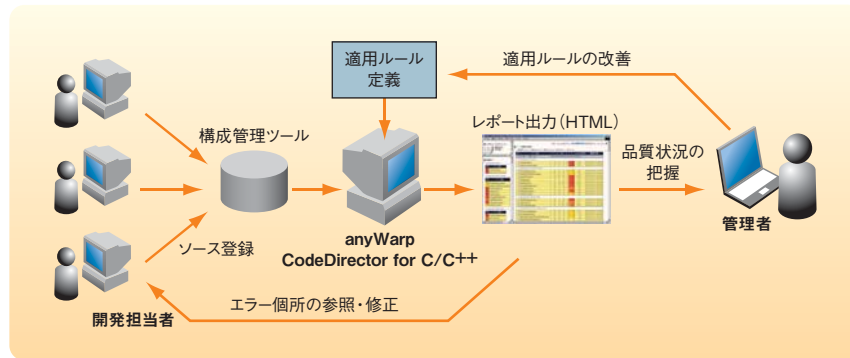 適用ルール
定義
適用ルールの改善
構成管理ツール
レポート出力(HTML)
品質状況の
把握
管理者
ソース登録
anyWarp
CodeDirector for C/C++
エラー個所の参照・修正
開発担当者